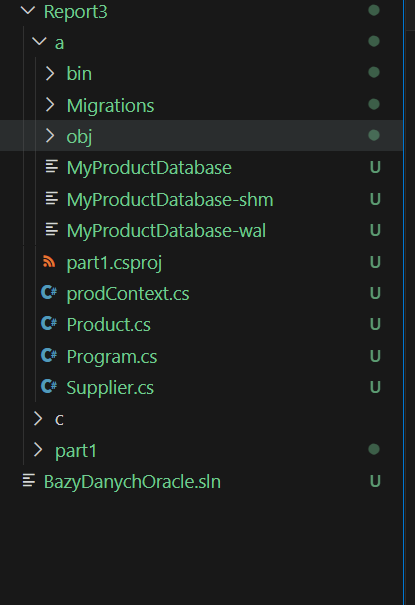 Report3
a
bin
Migrations
obj
MyProductDatabase U
MyProductDatabase-shm U
MyProductDatabase-wal U
part1.csproj U
C# prodContext.cs U
C# Product.cs U
C# Program.cs U
C# Supplier.cs U
c
part1
BazyDanychOracle.sln U